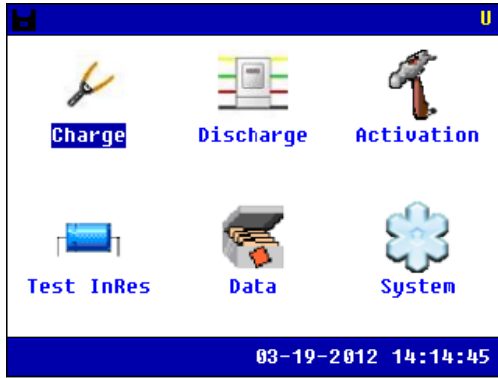 U
Charge Discharge Activation
Test InRes Data System
03-19-2012 14:14:45